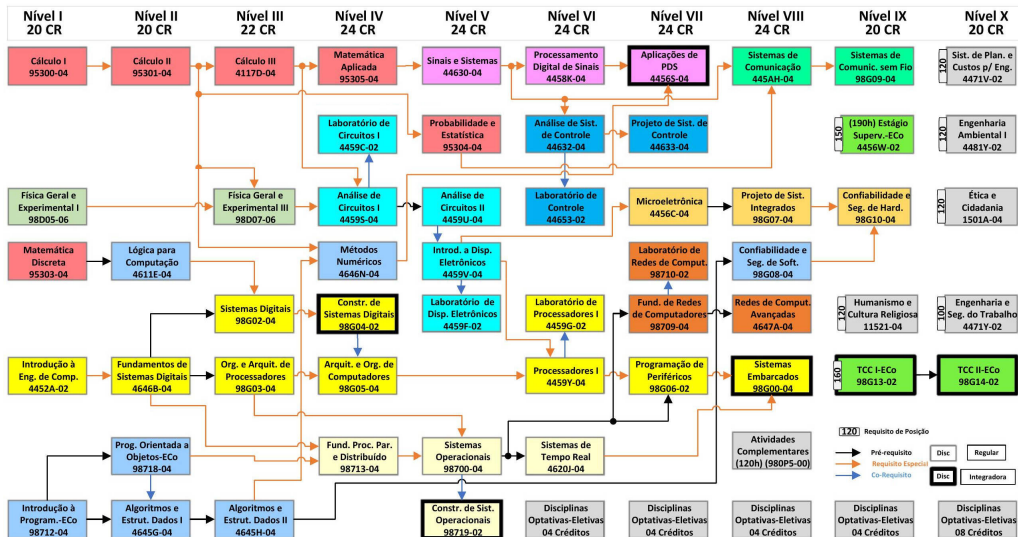 Nível I
20 CR
Nível II
20 CR
Nível III
22 CR
Nível IV
24 CR
Nível V
24 CR
Nível VI
24 CR
Nível VII
24 CR
Nível VIII
24 CR
Nível IX
20 CR
Nível X
20 CR
Cálculo I
95300-04
Cálculo II
95301-04
Cálculo III
4117D-04
Matemática
Aplicada
95305-04
Sinais e Sistemas
44630-04
Processamento
Digital de Sinais
4458K-04
Aplicações de
PDS
4456S-04
Sistemas de
Comunicação
445AH-04
Sistemas de
Comunic. sem Fio
98G09-04
120
Sist. de Plan. e
Custos p/ Eng.
4471V-02
Laboratório de
Circuitos I
4459C-02
Probabilidade e
Estatística
95304-04
Análise de Sist.
de Controle
44632-04
Projeto de Sist. de
Controle
44633-04
150
(190h) Estágio
Superv.-ECo
4456W-02
120
Engenharia
Ambiental I
4481Y-02
Física Geral e
Experimental I
98D05-06
Física Geral e
Experimental III
98D07-06
Análise de
Circuitos I
4459S-04
Análise de
Circuitos II
4459U-04
Laboratório de
Controle
44653-02
Microeletrônica
4456C-04
Projeto de Sist.
Integrados
98G07-04
Confiabilidade e
Seg. de Hard.
98G10-04
120
Ética e
Cidadania
1501A-04
Matemática
Discreta
95303-04
Lógica para
Computação
4611E-04
Métodos
Numéricos
4646N-04
Introd. a Disp.
Eletrônicos
4459V-04
Laboratório de
Redes de Comput.
98710-02
Confiabilidade e
Seg. de Soft.
98G08-04
Sistemas Digitais
98G02-04
Constr. de
Sistemas Digitais
98G04-02
Laboratório de
Disp. Eletrônicos
4459F-02
Laboratório de
Processadores I
4459G-02
Fund. de Redes
de Computadores
98709-04
Redes de Comput.
Avançadas
4647A-04
120
Humanismo e
Cultura Religiosa
11521-04
100
Engenharia e
Seg. do Trabalho
4471Y-02
Introdução à
Eng. de Comp.
4452A-02
Fundamentos de
Sistemas Digitais
4646B-04
Org. e Arquit. de
Processadores
98G03-04
Arquit. e Org. de
Computadores
98G05-04
Processadores I
4459Y-04
Programação de
Periféricos
98G06-02
Sistemas
Embarcados
98G00-04
160
TCC I-ECo
98G13-02
TCC II-ECo
98G14-02
Prog. Orientada a
Objetos-ECo
98718-04
Fund. Proc. Par.
e Distribuído
98713-04
Sistemas
Operacionais
98700-04
Sistemas de
Tempo Real
4620J-04
Atividades
Complementares
(120h) (980P5-00)
120 Requisito de Posição
Pré-requisito
Disc
Regular
Requisito Especial
Co-Requisito
Disc
Integradora
Introdução à
Program.-ECo
98712-04
Algoritmos e
Estrut. Dados I
4645G-04
Algoritmos e
Estrut. Dados II
4645H-04
Constr. de Sist.
Operacionais
98719-02
Disciplinas
Optativas-Eletivas
04 Créditos
Disciplinas
Optativas-Eletivas
04 Créditos
Disciplinas
Optativas-Eletivas
04 Créditos
Disciplinas
Optativas-Eletivas
04 Créditos
Disciplinas
Optativas-Eletivas
08 Créditos